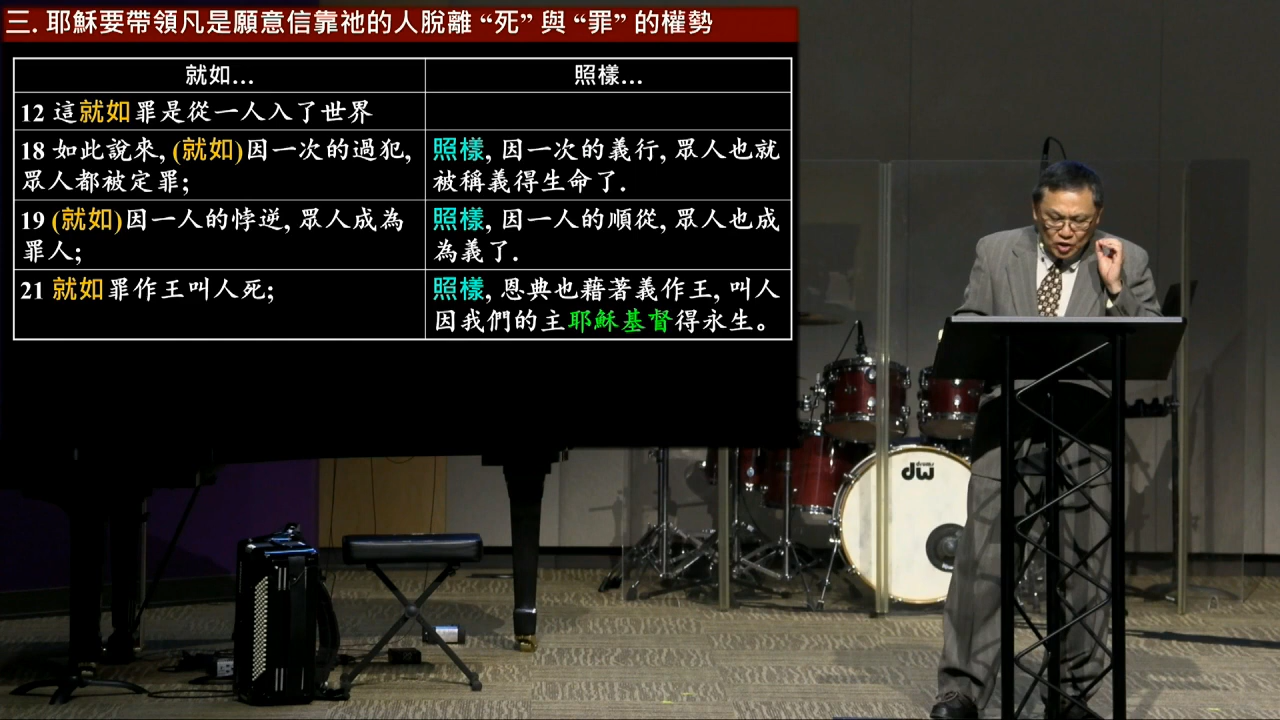 三. 耶穌要帶領凡是願意信靠祂的人脫離 “死” 與 “罪” 的權勢
就如...
照樣...
12 這就如罪是從一人入了世界
18 如此說來, (就如)因一次的過犯,
眾人都被定罪;
照樣, 因一次的義行, 眾人也就
被稱義得生命了.
19 (就如)因一人的悖逆, 眾人成為
罪人;
照樣, 因一人的順從, 眾人也成
為義了.
21 就如罪作王叫人死;
照樣, 恩典也藉著義作王, 叫人
因我們的主耶穌基督得永生。
drums
dw